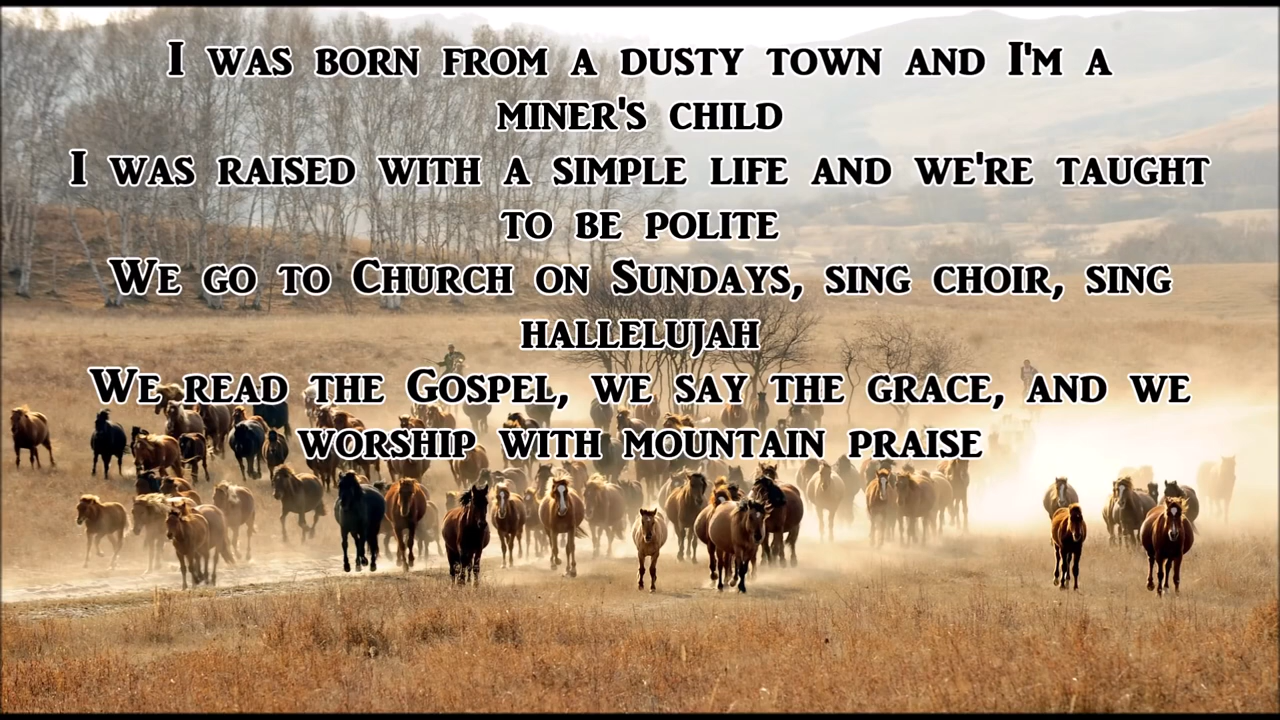 I was born from a dusty town and I'm a
miner's child
I was raised with a simple life and we're taught
to be polite
We go to Church on Sundays, sing choir, sing
hallelujah
We read the Gospel, we say the grace, and we
worship with mountain praise